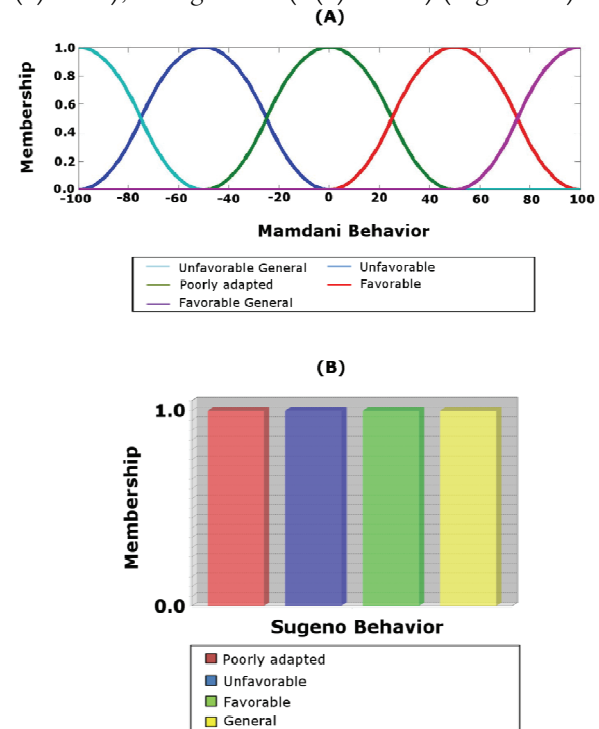 (A)
1.0
0.8
0.6
0.4
0.2
0.0
Membership
-100 -80 -60 -40 -20 0 20 40 60 80 100
Mamdani Behavior
Unfavorable General Unfavorable
Poorly adapted Favorable
Favorable General
(B)
1.0
Membership
0.0
Sugeno Behavior
Poorly adapted
Unfavorable
Favorable
General